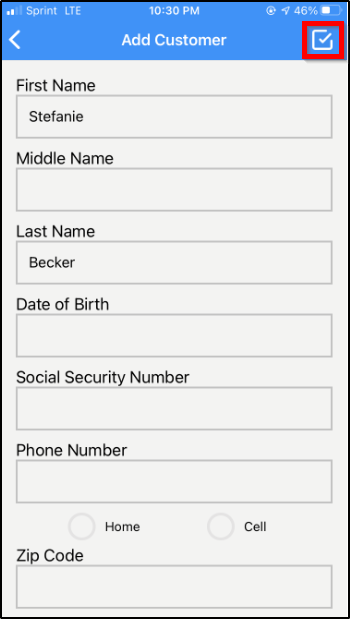 Sprint LTE 10:30 PM 46%
Add Customer
First Name
Stefanie
Middle Name
Last Name
Becker
Date of Birth
Social Security Number
Phone Number
Home Cell
Zip Code